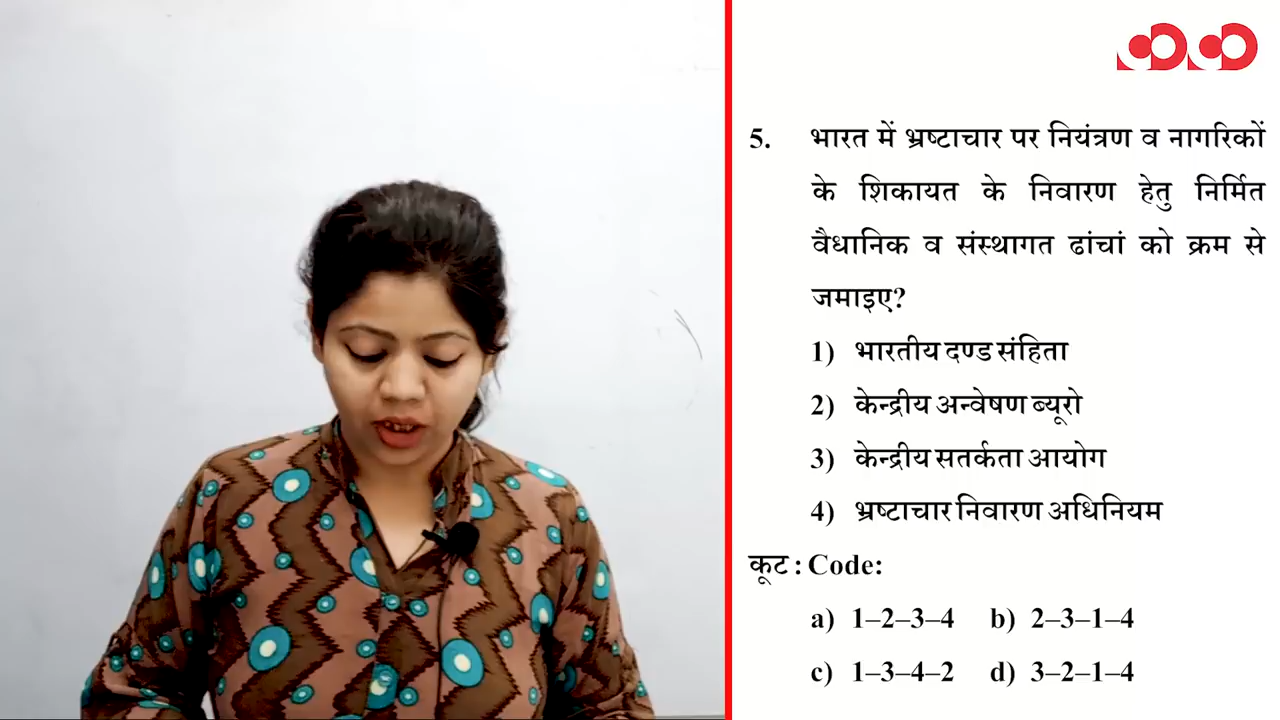 5. भारत में भ्रष्टाचार पर नियंत्रण व नागरिकों
के शिकायत के निवारण हेतु निर्मित
वैधानिक व संस्थागत ढांचां को क्रम से
जमाइए?
1) भारतीय दण्ड संहिता
2) केन्द्रीय अन्वेषण ब्यूरो
3) केन्द्रीय सतर्कता आयोग
4) भ्रष्टाचार निवारण अधिनियम
कूट : Code:
a) 1–2–3–4 b) 2–3–1–4
c) 1–3–4–2 d) 3–2–1–4